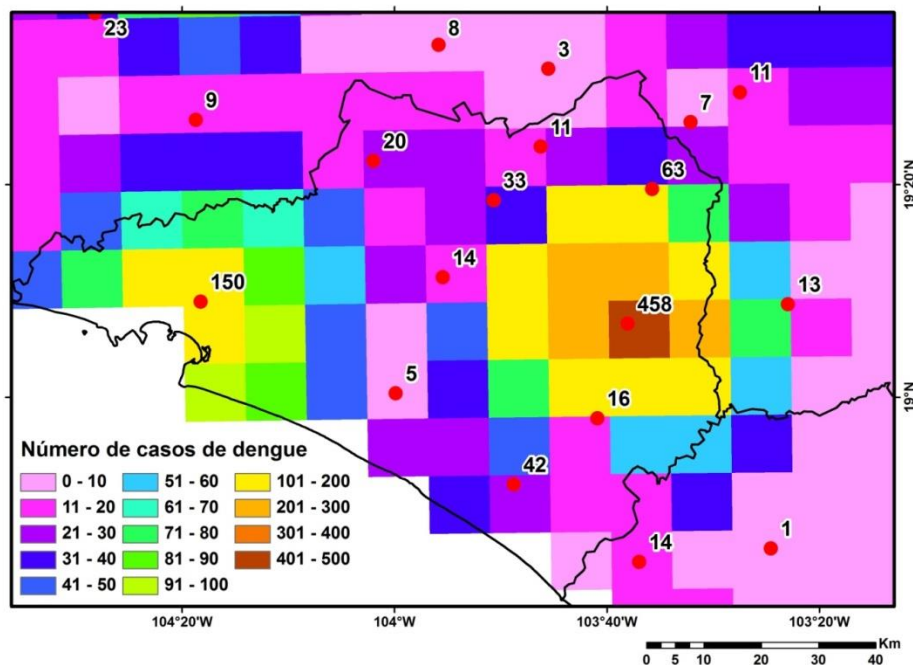 23
8
3
11
9
7
11
20
63
33
14
150
13
458
5
16
42
14
1
19°20'N
19°N
Número de casos de dengue
0 - 10 51 - 60 101 - 200
11 - 20 61 - 70 201 - 300
21 - 30 71 - 80 301 - 400
31 - 40 81 - 90 401 - 500
41 - 50 91 - 100
104°20'W 104°W 103°40'W 103°20'W
Km
0 5 10 20 30 40